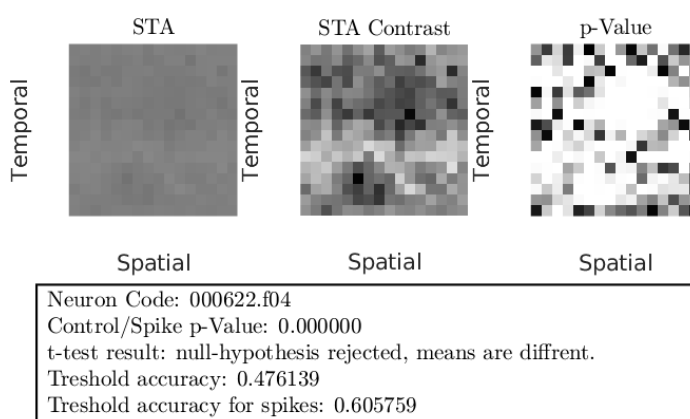 STA
STA Contrast
p-Value
Temporal
Temporal
Temporal
Spatial
Spatial
Spatial
Neuron Code: 000622.f04
Control/Spike p-Value: 0.000000
t-test result: null-hypothesis rejected, means are diffrent.
Treshold accuracy: 0.476139
Treshold accuracy for spikes: 0.605759